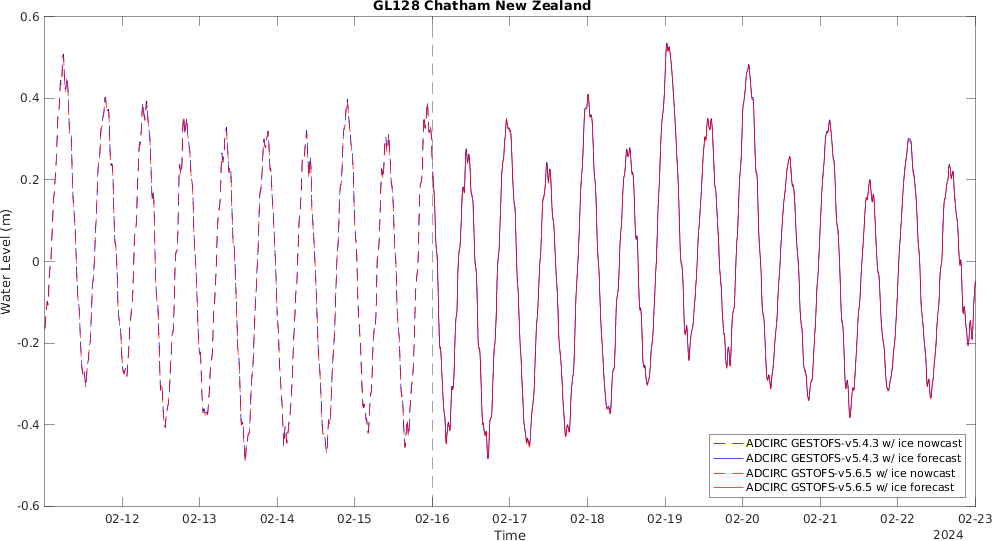 GL128 Chatham New Zealand
0.6
0.4
0.2
0
-0.2
-0.4
-0.6
Water Level (m)
02-12
02-13
02-14
02-15
02-16
02-17
02-18
02-19
02-20
02-21
02-22
02-23
Time
2024
ADCIRC GESTOFS-v5.4.3 w/ ice nowcast
ADCIRC GESTOFS-v5.4.3 w/ ice forecast
ADCIRC GSTOFS-v5.6.5 w/ ice nowcast
ADCIRC GSTOFS-v5.6.5 w/ ice forecast